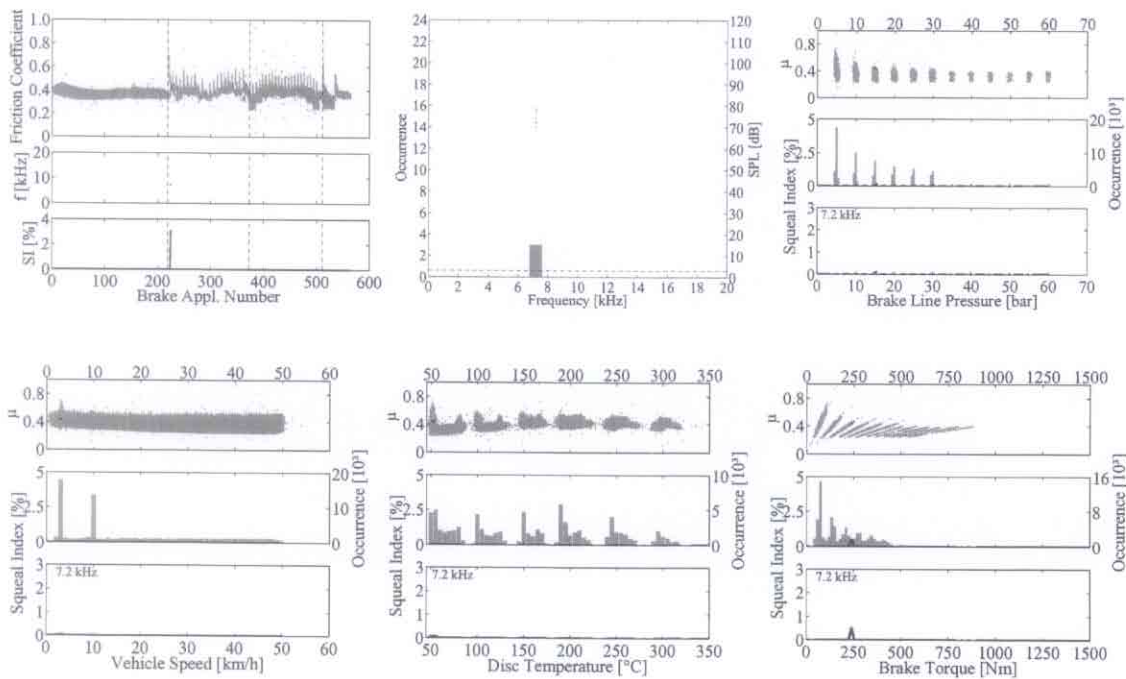 Friction Coefficient
1.0
0.8
0.6
0.4
0.2
0
0 100 200 300 400 500 600
f [kHz]
20
10
0
SI [%]
4
2
0
0 100 200 300 400 500 600
Brake Appl. Number
Occurrence
24
22
20
18
16
14
12
10
8
6
4
2
0
SPL [dB]
120
110
100
90
80
70
60
50
40
30
20
10
0
0 2 4 6 8 10 12 14 16 18 20
Frequency [kHz]
0 10 20 30 40 50 60 70
μ
0.8
0.4
0
Squeal Index [%]
5
2.5
0
Occurrence [10³]
20
10
0
7.2 kHz
3
2
1
0
0 10 20 30 40 50 60 70
Brake Line Pressure [bar]
0 10 20 30 40 50 60
μ
0.8
0.4
0
Squeal Index [%]
5
2.5
0
Occurrence [10³]
20
10
0
7.2 kHz
3
2
1
0
0 10 20 30 40 50 60
Vehicle Speed [km/h]
50 100 150 200 250 300 350
μ
0.8
0.4
0
Squeal Index [%]
5
2.5
0
Occurrence [10³]
10
5
0
7.2 kHz
3
2
1
0
50 100 150 200 250 300 350
Disc Temperature [°C]
0 250 500 750 1000 1250 1500
μ
0.8
0.4
0
Squeal Index [%]
5
2.5
0
Occurrence [10³]
16
8
0
7.2 kHz
3
2
1
0
0 250 500 750 1000 1250 1500
Brake Torque [Nm]